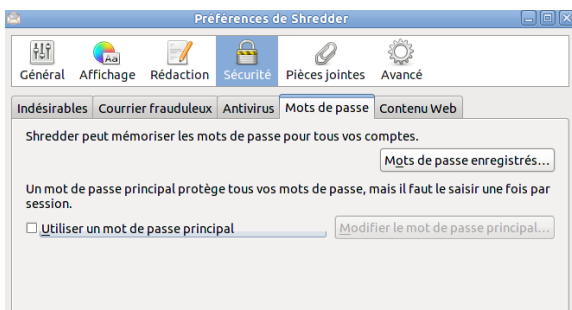 Préférences de Shredder
Général Affichage Rédaction Sécurité Pièces jointes Avancé
Indésirables Courrier frauduleux Antivirus Mots de passe Contenu Web
Shredder peut mémoriser les mots de passe pour tous vos comptes.
Mots de passe enregistrés...
Un mot de passe principal protège tous vos mots de passe, mais il faut le saisir une fois par
session.
Utiliser un mot de passe principal Modifier le mot de passe principal...